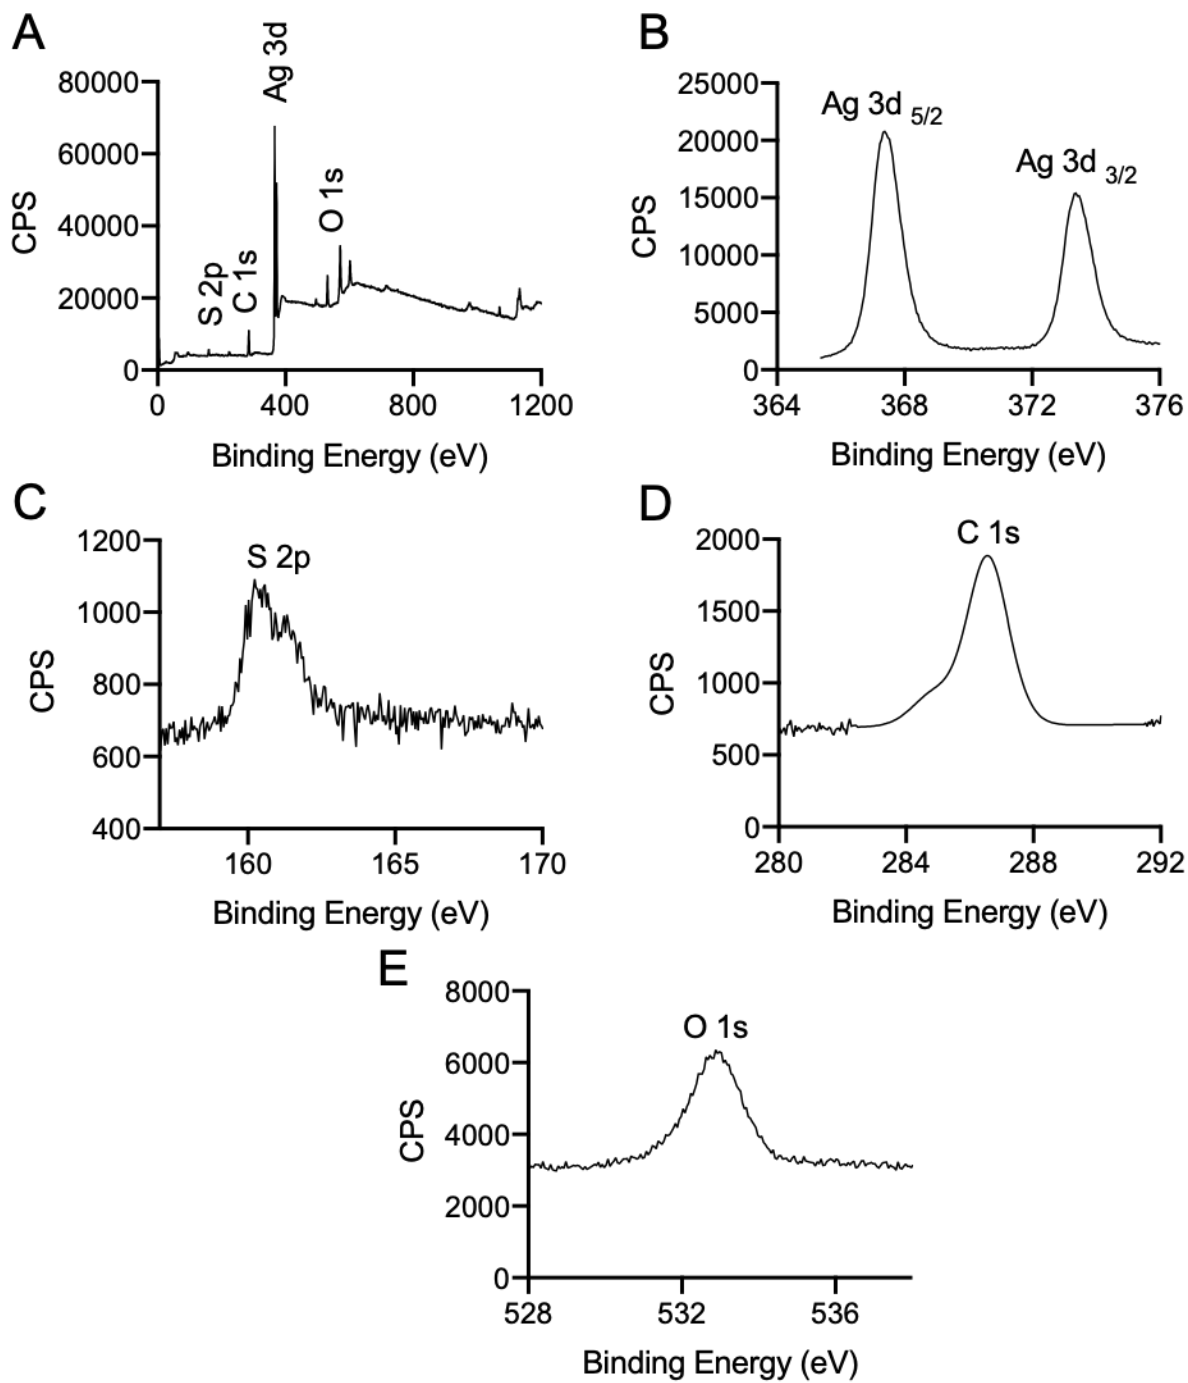 A
Ag 3d
80000
60000
40000
20000
0
CPS
O 1s
S 2p
C 1s
0 400 800 1200
Binding Energy (eV)
B
25000
20000
15000
10000
5000
0
CPS
Ag 3d 5/2
Ag 3d 3/2
364 368 372 376
Binding Energy (eV)
C
1200
1000
800
600
400
CPS
S 2p
160 165 170
Binding Energy (eV)
D
2000
1500
1000
500
0
CPS
C 1s
280 284 288 292
Binding Energy (eV)
E
8000
6000
4000
2000
0
CPS
O 1s
528 532 536
Binding Energy (eV)